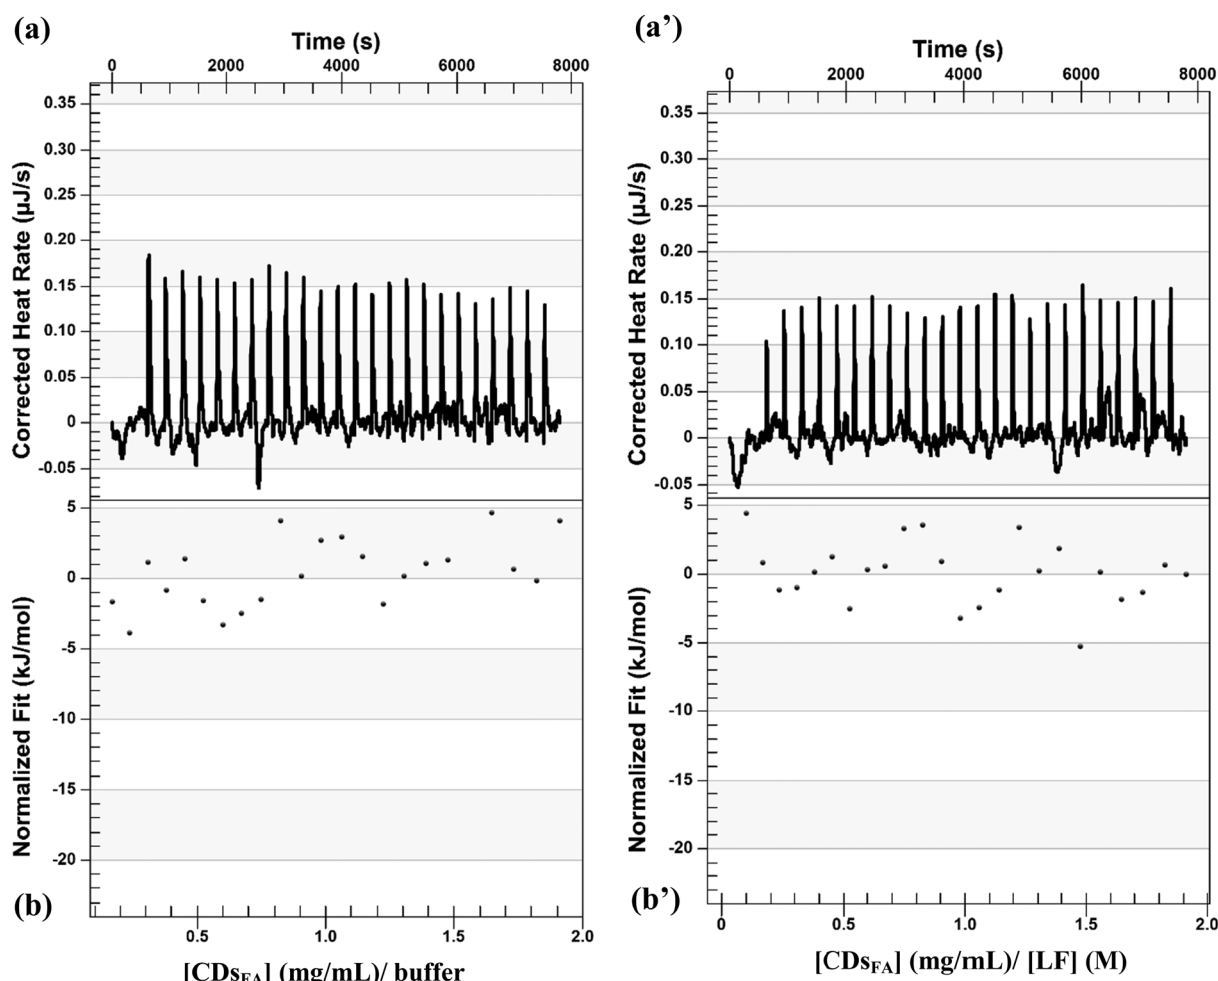 (a)
Time (s)
0 2000 4000 6000 8000
Corrected Heat Rate (µJ/s)
0.35
0.30
0.25
0.20
0.15
0.10
0.05
0
-0.05
Normalized Fit (kJ/mol)
5
0
-5
-10
-15
-20
(b)
0.5 1.0 1.5 2.0
[CDsFA] (mg/mL)/ buffer
(a’)
Time (s)
0 2000 4000 6000 8000
Corrected Heat Rate (µJ/s)
0.35
0.30
0.25
0.20
0.15
0.10
0.05
0
-0.05
Normalized Fit (kJ/mol)
5
0
-5
-10
-15
-20
(b’)
0 0.5 1.0 1.5 2.0
[CDsFA] (mg/mL)/ [LF] (M)